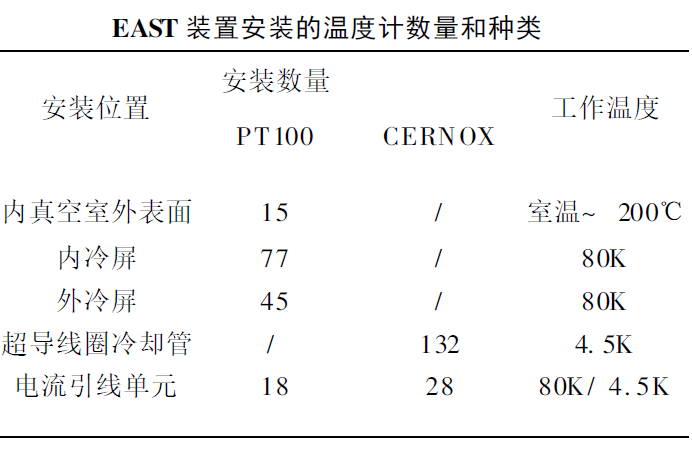 EAST 装置安装的温度计数量和种类
安装位置 安装数量 工作温度
PT100 CERNOX
内真空室外表面 15 / 室温~ 200℃
内冷屏 77 / 80K
外冷屏 45 / 80K
超导线圈冷却管 / 132 4.5K
电流引线单元 18 28 80K/ 4.5K